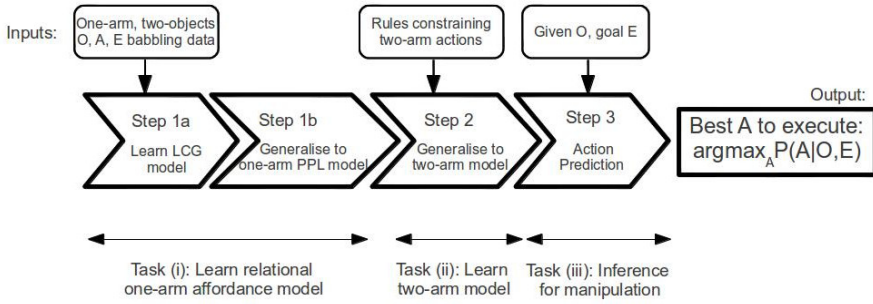 Inputs:
One-arm, two-objects
O, A, E babbling data
Rules constraining
two-arm actions
Given O, goal E
Step 1a
Learn LCG
model
Step 1b
Generalise to
one-arm PPL model
Step 2
Generalise to
two-arm model
Step 3
Action
Prediction
Output:
Best A to execute:
argmax_A P(A|O,E)
Task (i): Learn relational
one-arm affordance model
Task (ii): Learn
two-arm model
Task (iii): Inference
for manipulation